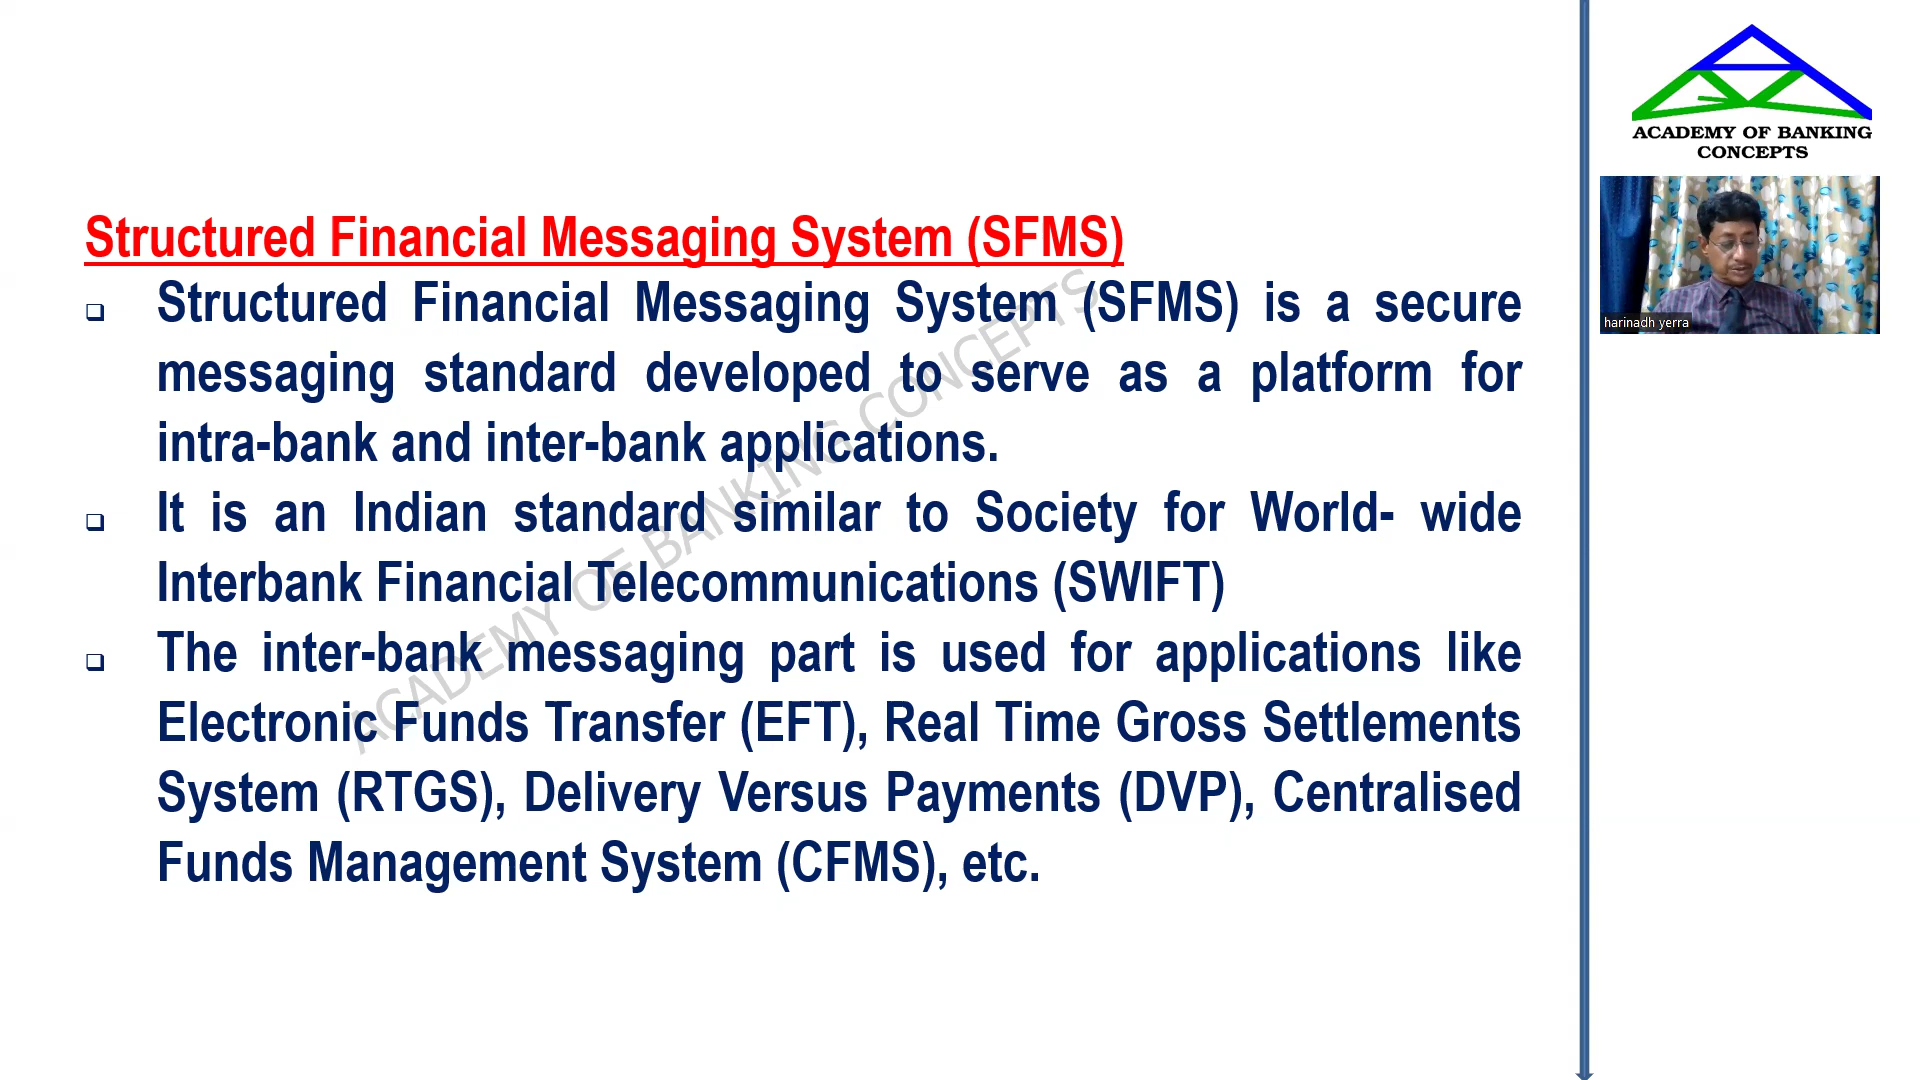 ACADEMY OF BANKING
CONCEPTS
harinadh yerra
Structured Financial Messaging System (SFMS)
Structured Financial Messaging System (SFMS) is a secure
messaging standard developed to serve as a platform for
intra-bank and inter-bank applications.
It is an Indian standard similar to Society for World- wide
Interbank Financial Telecommunications (SWIFT)
The inter-bank messaging part is used for applications like
Electronic Funds Transfer (EFT), Real Time Gross Settlements
System (RTGS), Delivery Versus Payments (DVP), Centralised
Funds Management System (CFMS), etc.
ACADEMY OF BANKING CONCEPTS